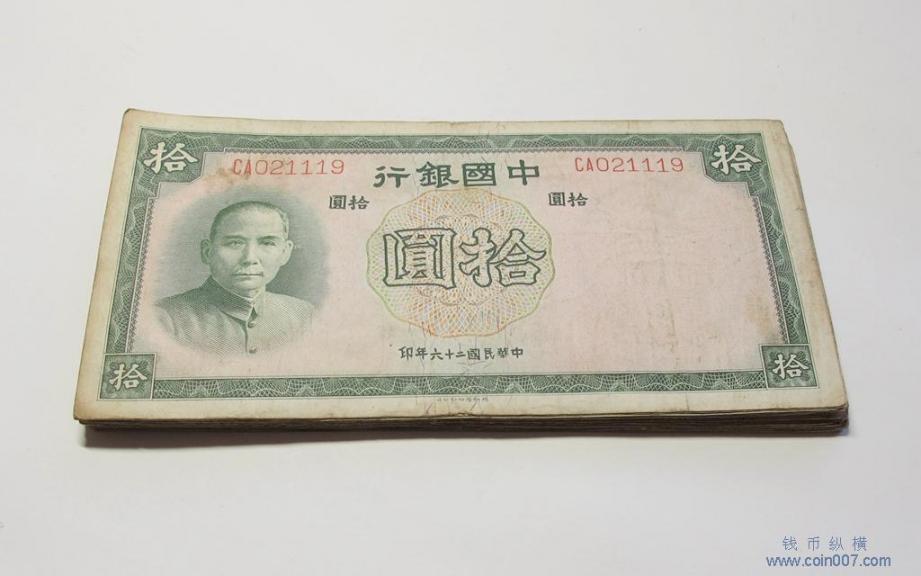 拾 CA021119 CA021119 拾
行銀國中
圓拾 圓拾
圓拾
印年六十二國民華中
拾 拾
钱币纵横
www.coin007.com